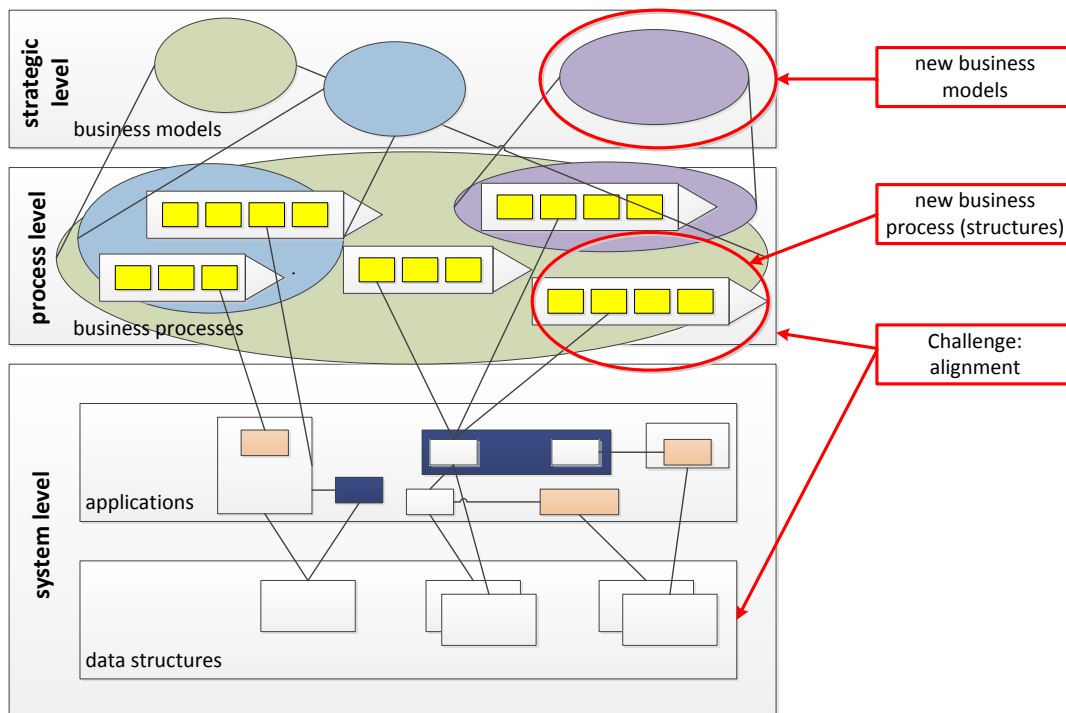 strategic
level
business models
new business
models
process level
business processes
new business
process (structures)
Challenge:
alignment
system level
applications
data structures